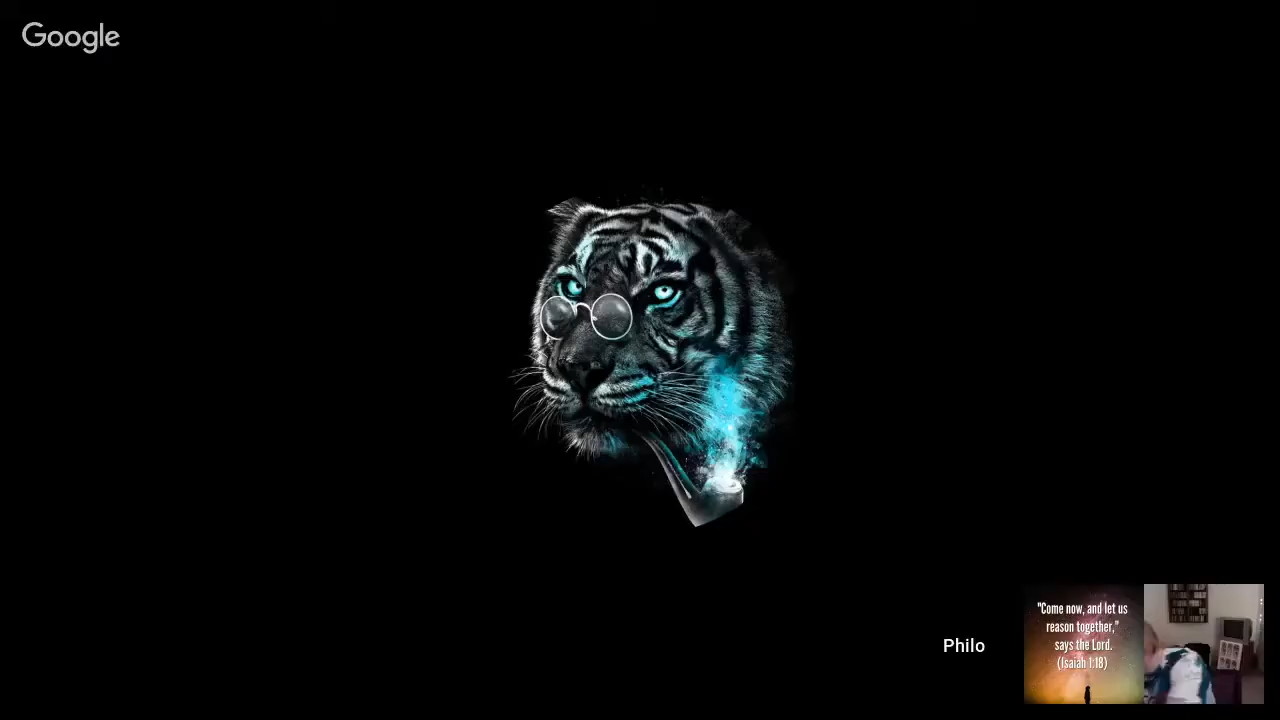 Google
Philo
"Come now, and let us
reason together,"
says the Lord.
(Isaiah 1:18)